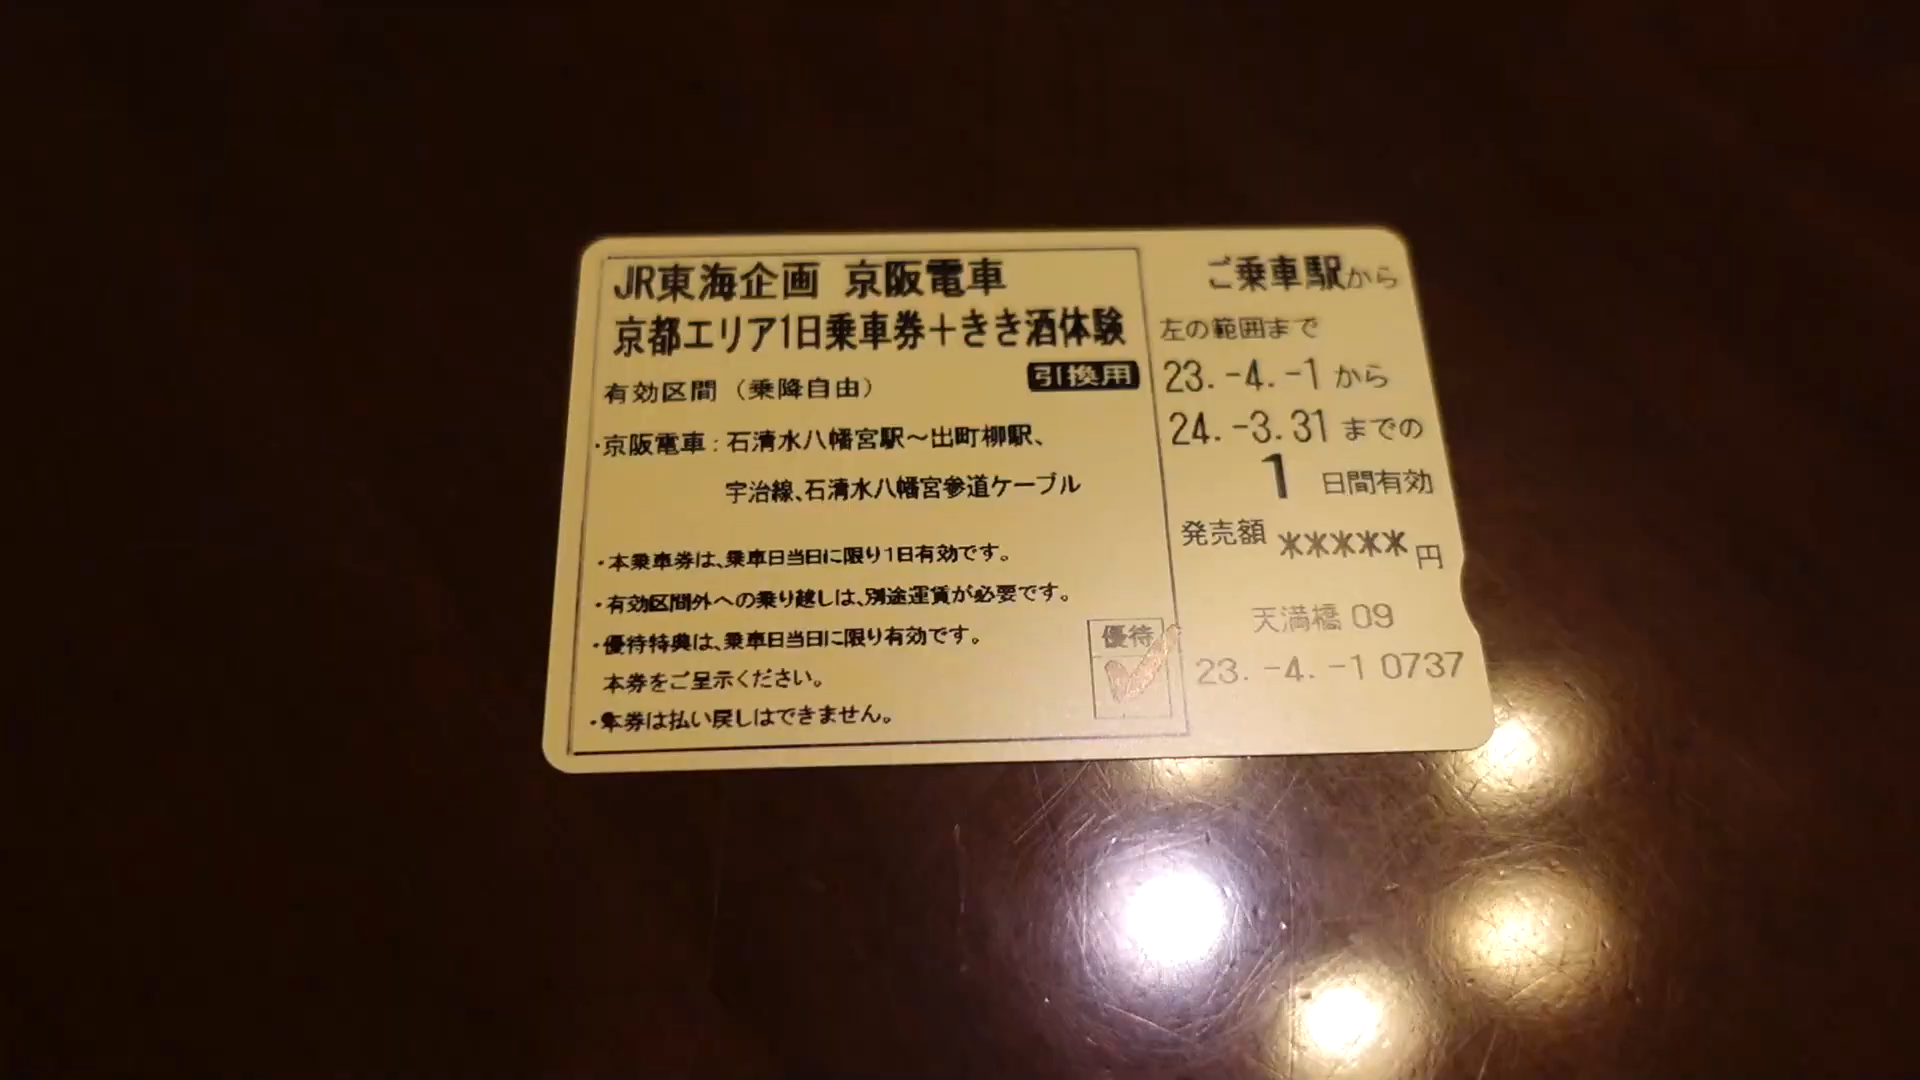 JR東海企画 京阪電車
京都エリア1日乗車券+きき酒体験
引換用
有効区間(乗降自由)
・京阪電車:石清水八幡宮駅~出町柳駅、
宇治線、石清水八幡宮参道ケーブル
・本乗車券は、乗車日当日に限り1日有効です。
・有効区間外への乗り越しは、別途運賃が必要です。
・優待特典は、乗車日当日に限り有効です。
本券をご呈示ください。
・本券は払い戻しはできません。
優待
ご乗車駅から
左の範囲まで
23.-4.-1から
24.-3.31までの
1日間有効
発売額*****円
天満橋09
23.-4.-1 0737